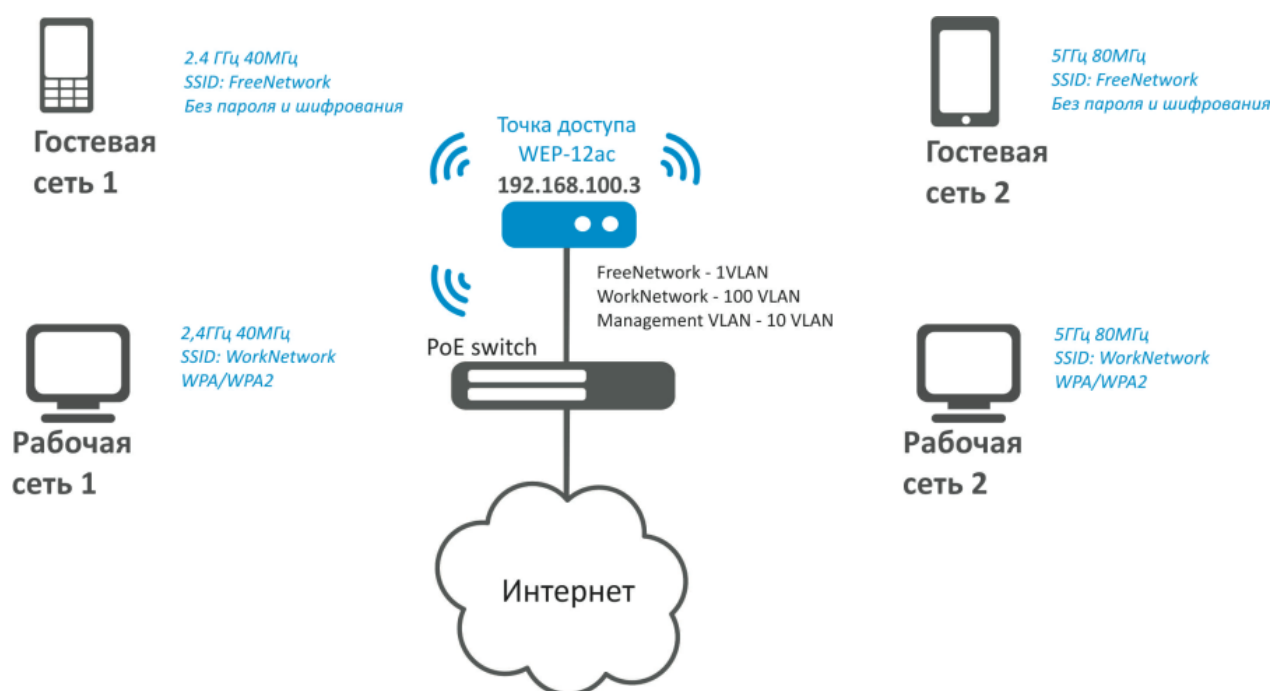 2.4 ГГц 40МГц
SSID: FreeNetwork
Без пароля и шифрования
Гостевая
сеть 1
Точка доступа
WEP-12ac
192.168.100.3
5ГГц 80МГц
SSID: FreeNetwork
Без пароля и шифрования
Гостевая
сеть 2
FreeNetwork - 1VLAN
WorkNetwork - 100 VLAN
Management VLAN - 10 VLAN
PoE switch
2,4ГГц 40МГц
SSID: WorkNetwork
WPA/WPA2
Рабочая
сеть 1
5ГГц 80МГц
SSID: WorkNetwork
WPA/WPA2
Рабочая
сеть 2
Интернет